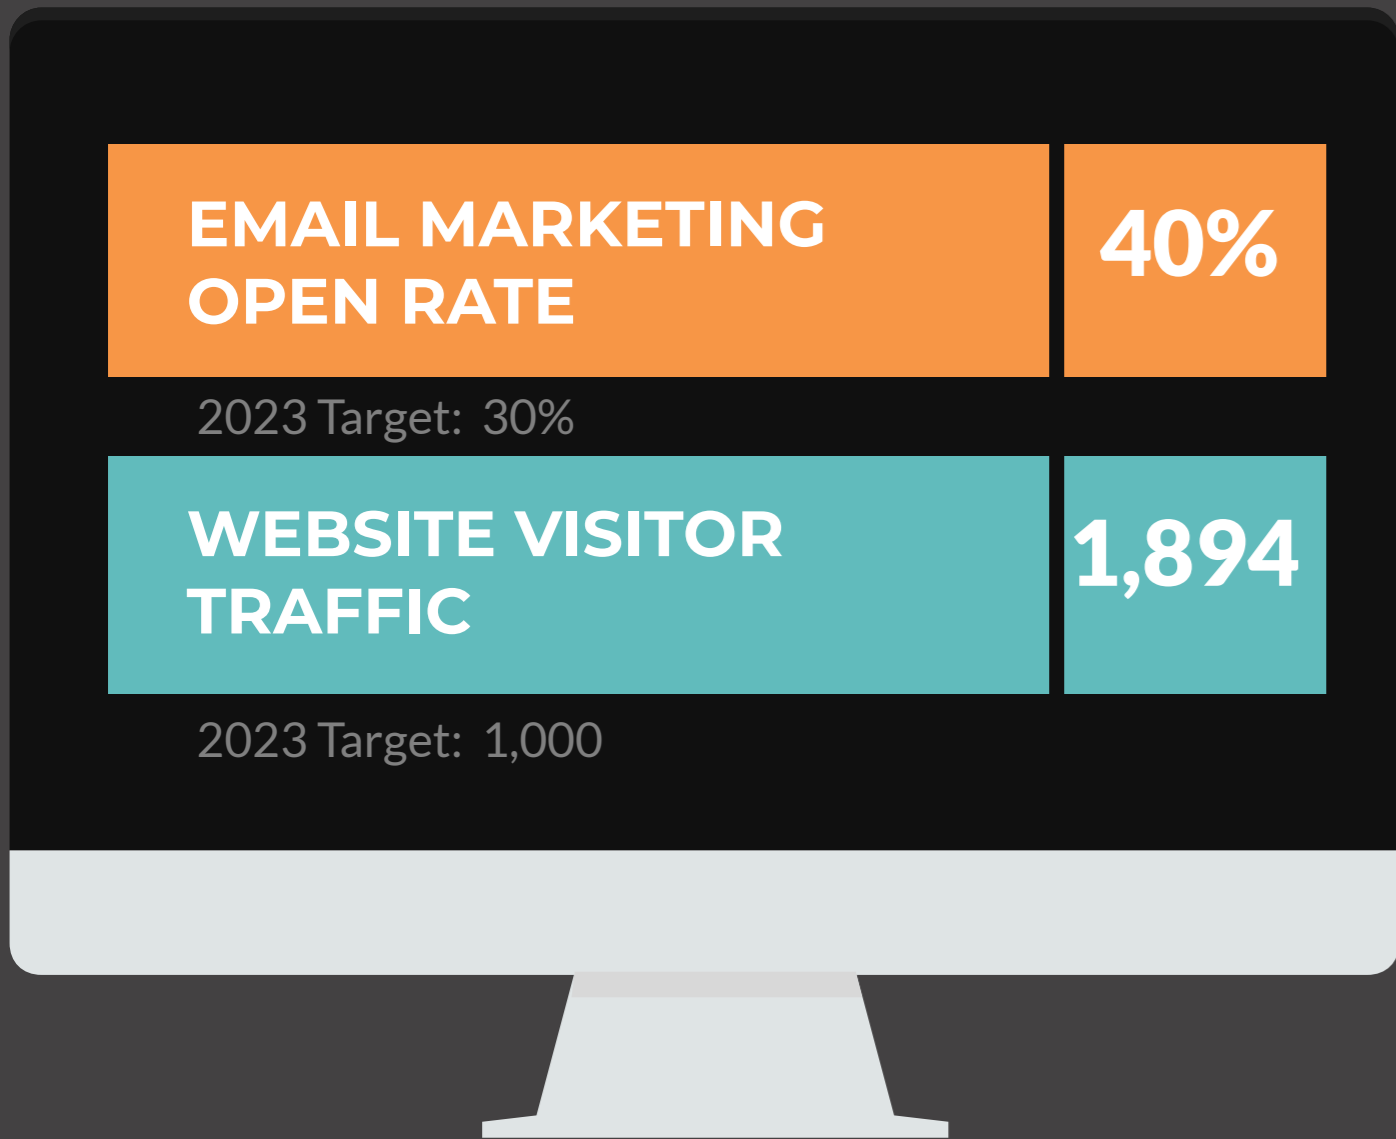 EMAIL MARKETING
OPEN RATE
40%
2023 Target: 30%
WEBSITE VISITOR
TRAFFIC
1,894
2023 Target: 1,000